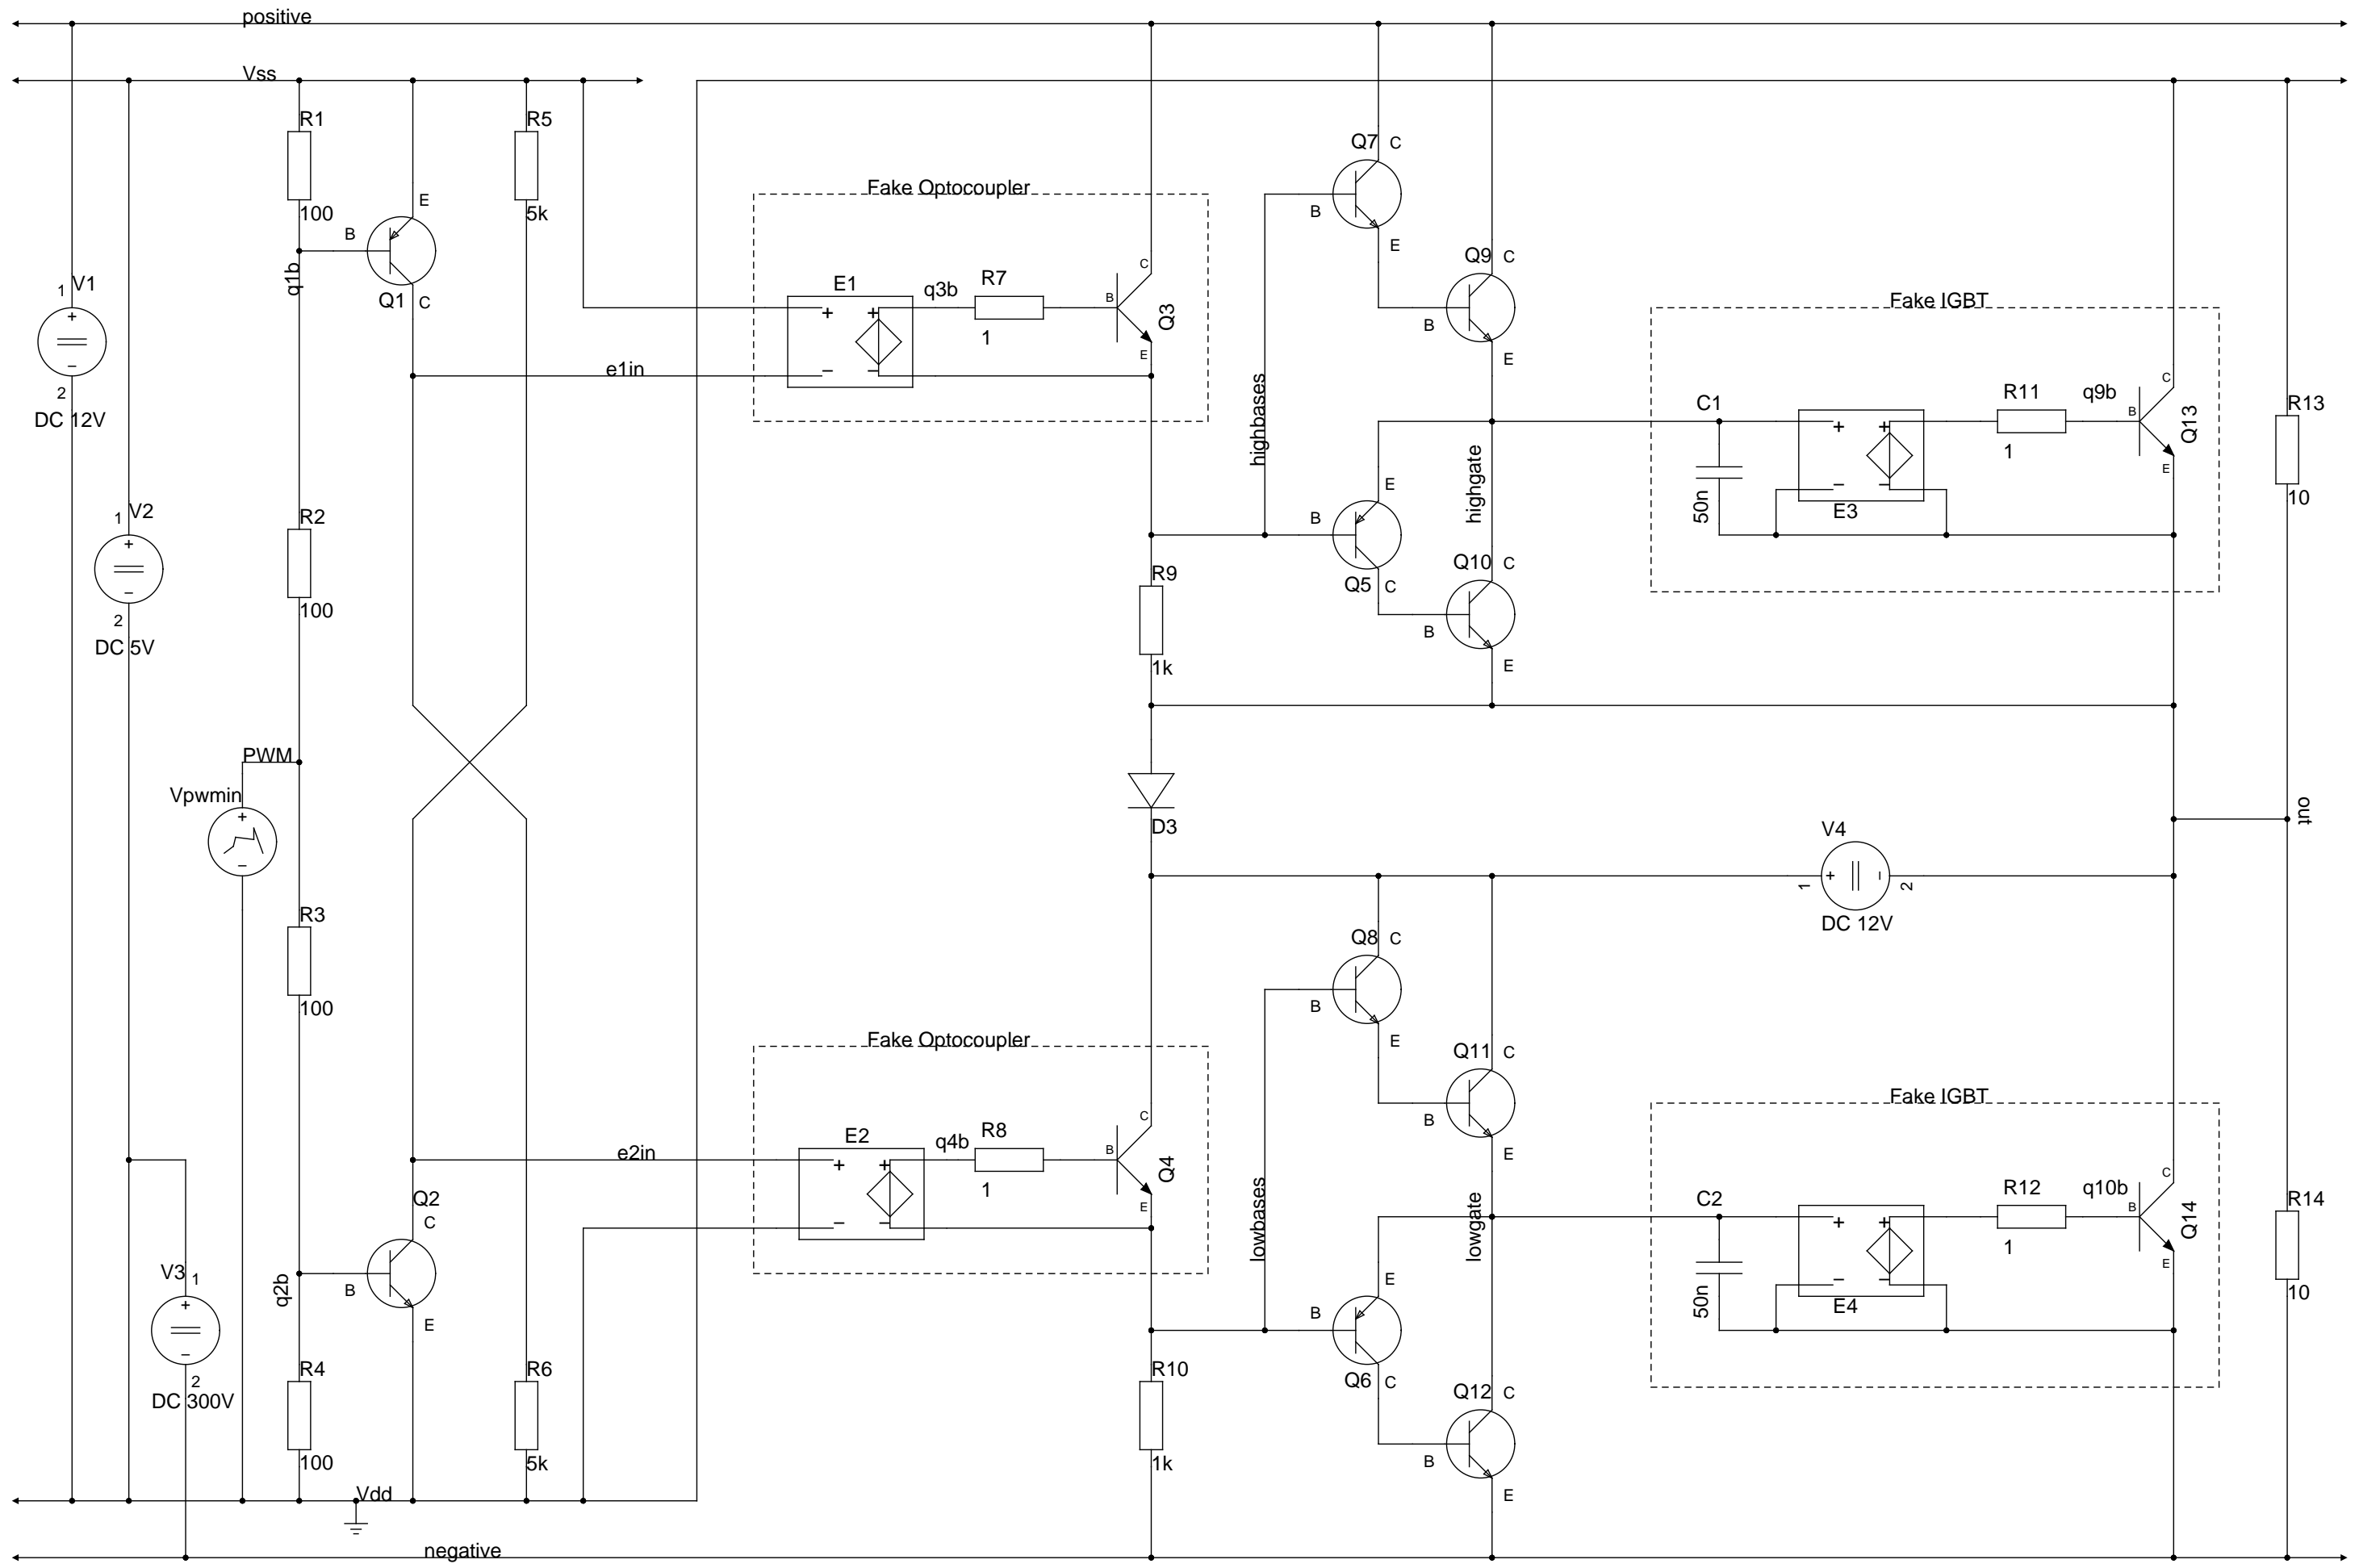 positive
Vss
R1
R5
Q7 C
Fake Optocoupler
100
5k
E
B
B
E
q1b
Q1 C
V1
1
E1
q3b
R7
C
B
Q3
Q9 C
Fake IGBT
+
+
+
1
E
B
E
2
DC 12V
e1in
highbases
C1
R11
q9b
C
B
Q13
R13
V2
1
R2
+
+
1
E
10
E
B
highgate
50n
E3
100
Q10 C
R9
Q5 C
2
DC 5V
B
1k
E
PWM
Vpwmin
+
D3
V4
out
1
+
2
DC 12V
R3
Q8 C
100
B
E
Fake Optocoupler
Q11 C
E2
q4b
R8
C
B
Q4
B
Fake IGBT
e2in
+
+
1
E
E
Q2
C
lowbases
lowgate
C2
R12
q10b
C
B
Q14
R14
V3 1
q2b
B
E
+
+
1
E
10
+
E
B
50n
E4
R4
R6
R10
Q6 C
Q12 C
2
DC 300V
100
5k
1k
B
E
Vdd
negative